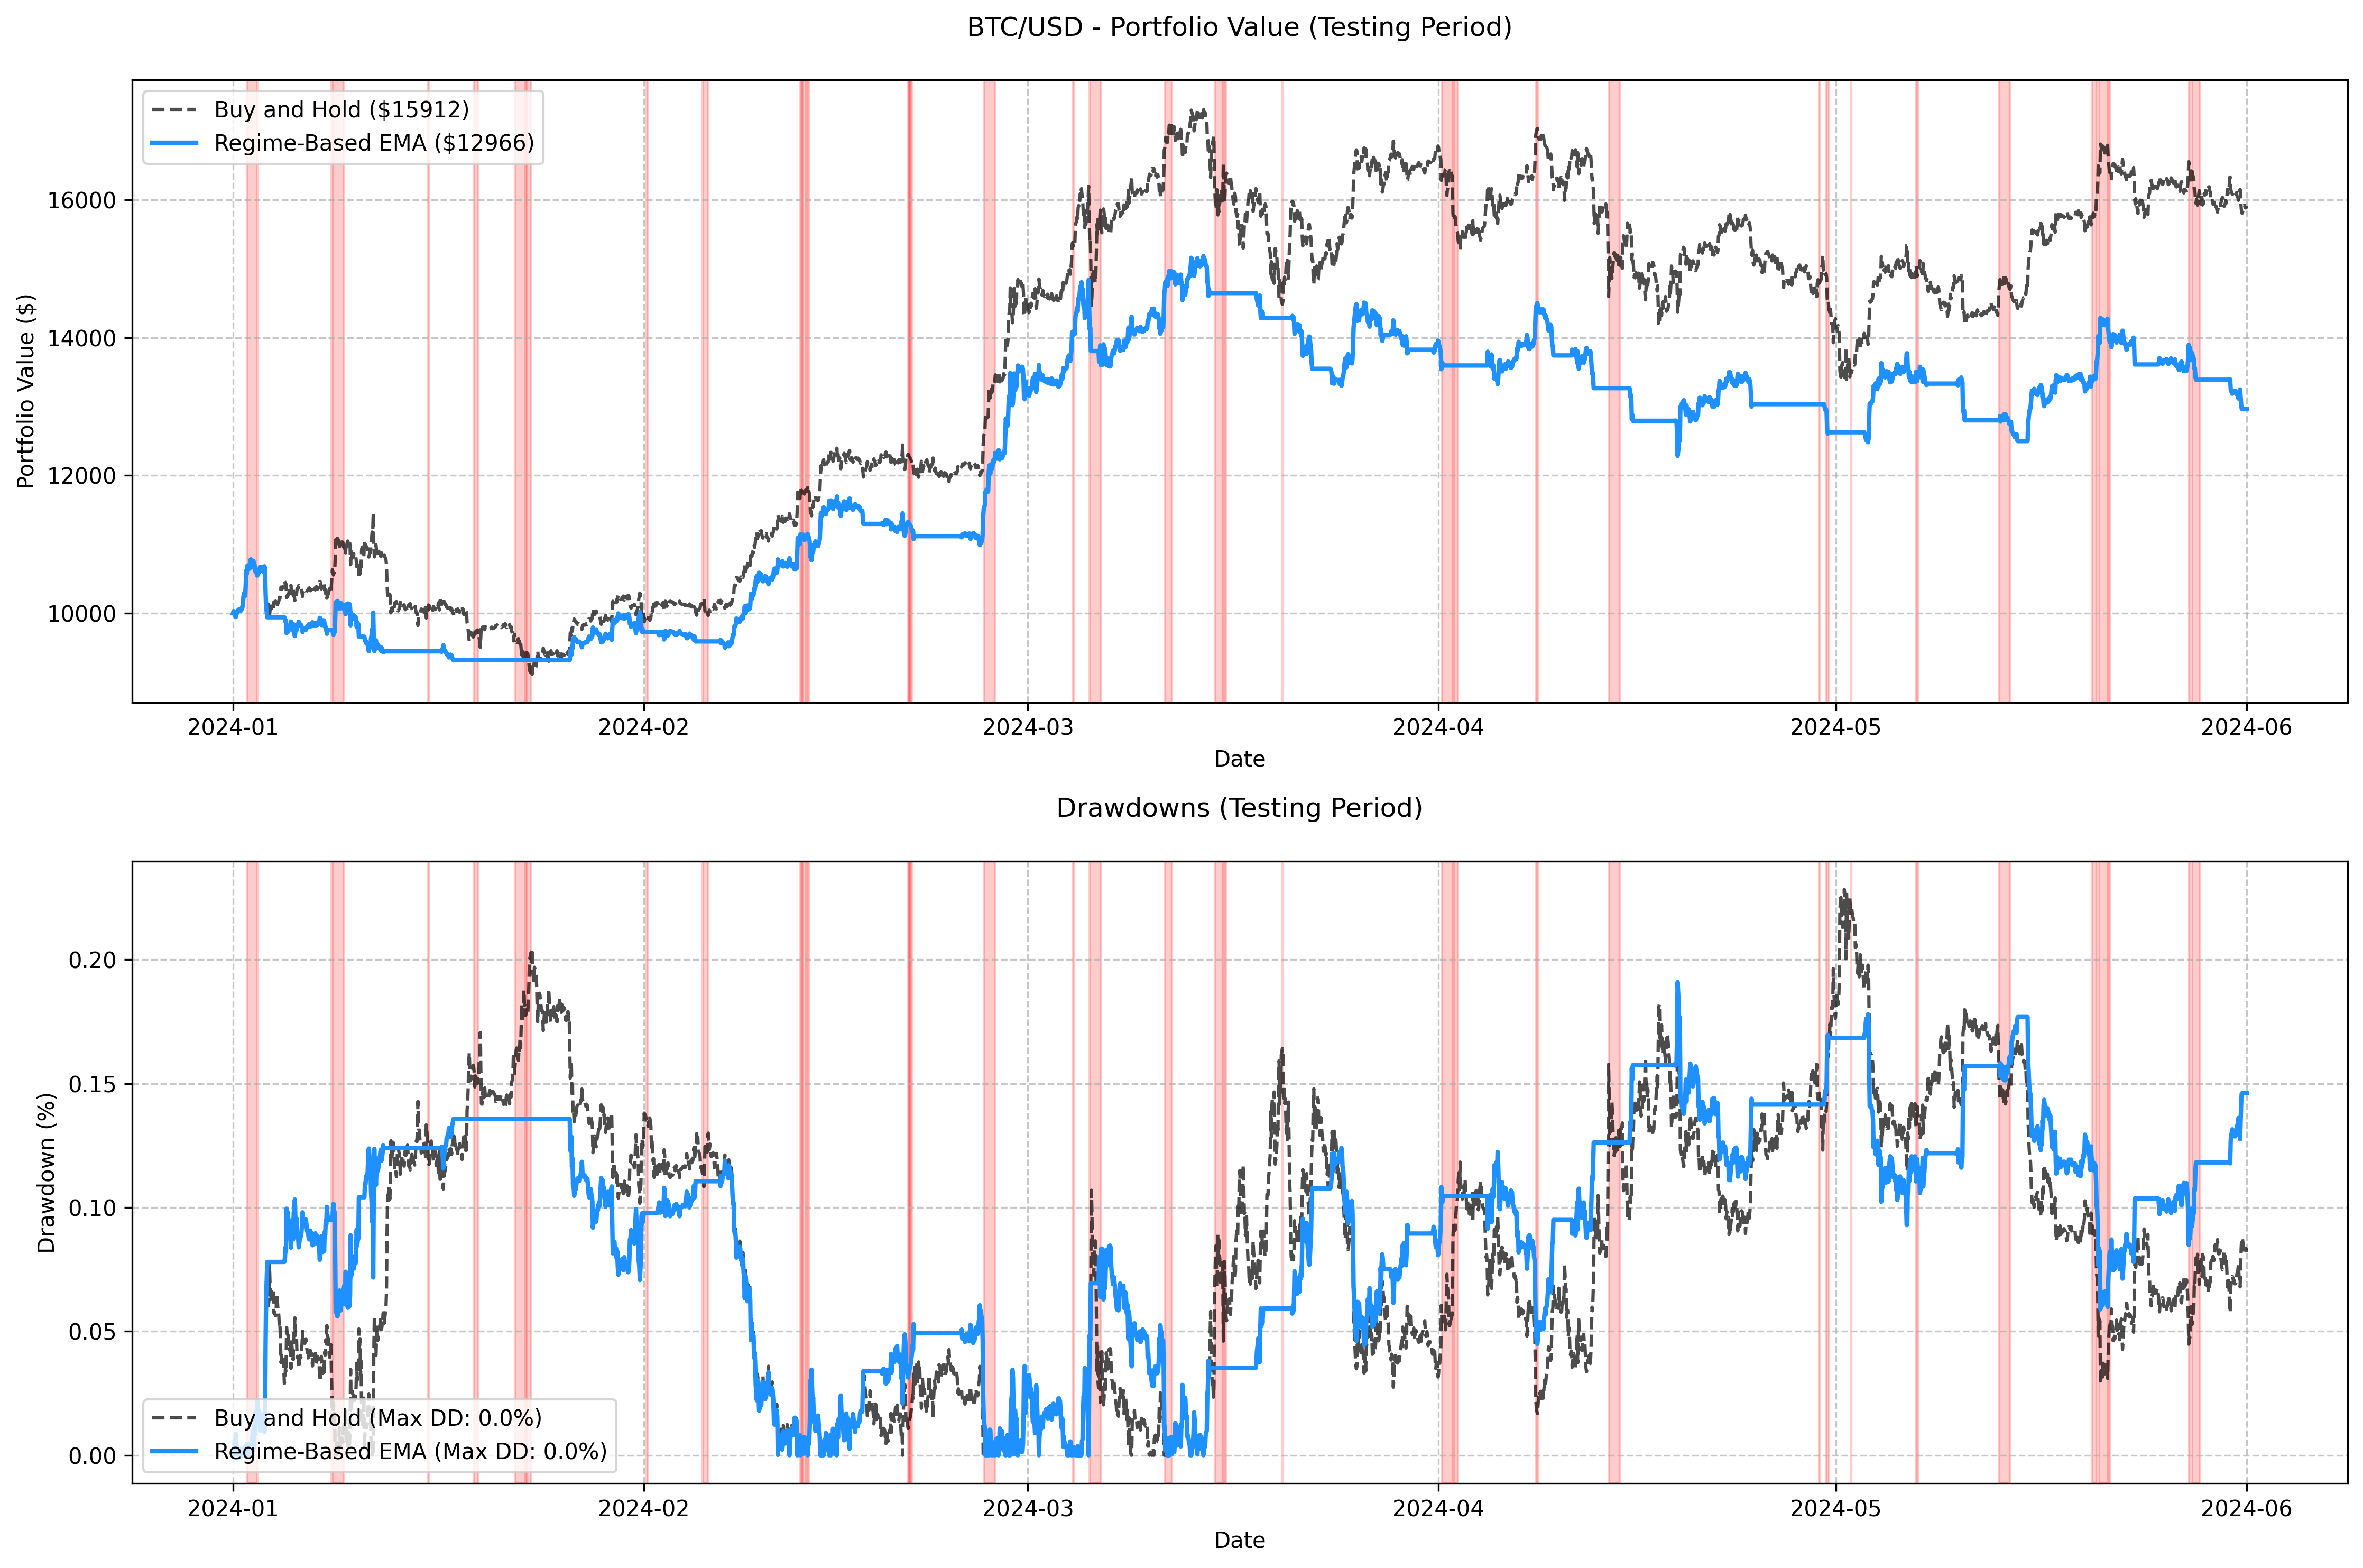 BTC/USD - Portfolio Value (Testing Period)
Buy and Hold ($15912)
Regime-Based EMA ($12966)
Portfolio Value ($)
16000
14000
12000
10000
2024-01 2024-02 2024-03 2024-04 2024-05 2024-06
Date
Drawdowns (Testing Period)
Drawdown (%)
0.20
0.15
0.10
0.05
0.00
Buy and Hold (Max DD: 0.0%)
Regime-Based EMA (Max DD: 0.0%)
2024-01 2024-02 2024-03 2024-04 2024-05 2024-06
Date